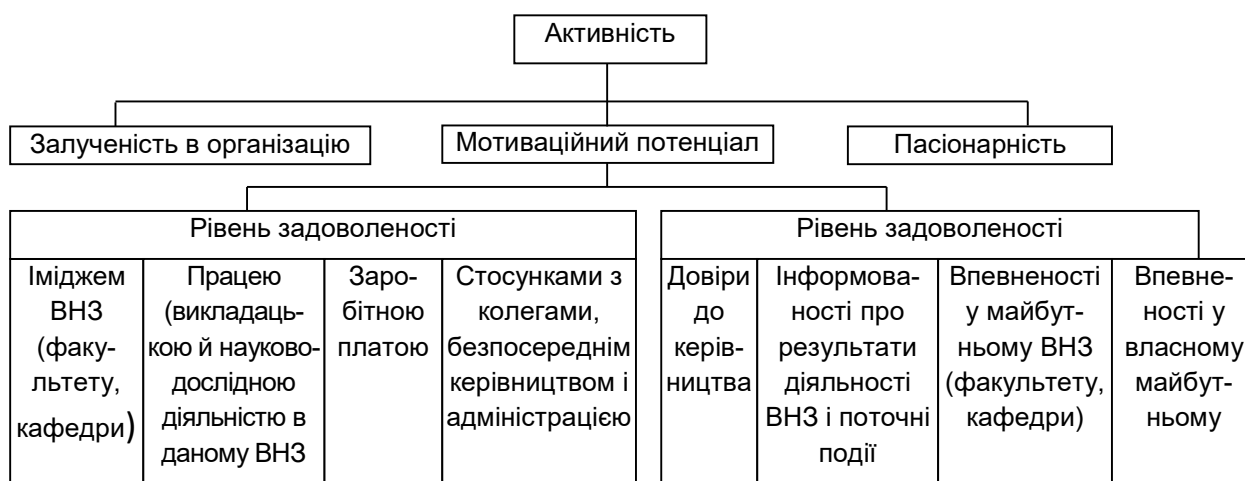 Активність
Залученість в організацію
Мотиваційний потенціал
Пасіонарність
Рівень задоволеності
Іміджем
ВНЗ
(факу-
льтету,
кафедри)
Працею
(викладаць-
кою й науково-
дослідною
діяльністю в
даному ВНЗ
Заро-
бітною
платою
Стосунками з
колегами,
безпосереднім
керівництвом і
адміністрацією
Рівень задоволеності
Довіри
до
керів-
ництва
Інформова-
ності про
результати
діяльності
ВНЗ і поточні
події
Впевненості
у майбут-
ньому ВНЗ
(факультету,
кафедри)
Впевне-
ності у
власному
майбут-
ньому